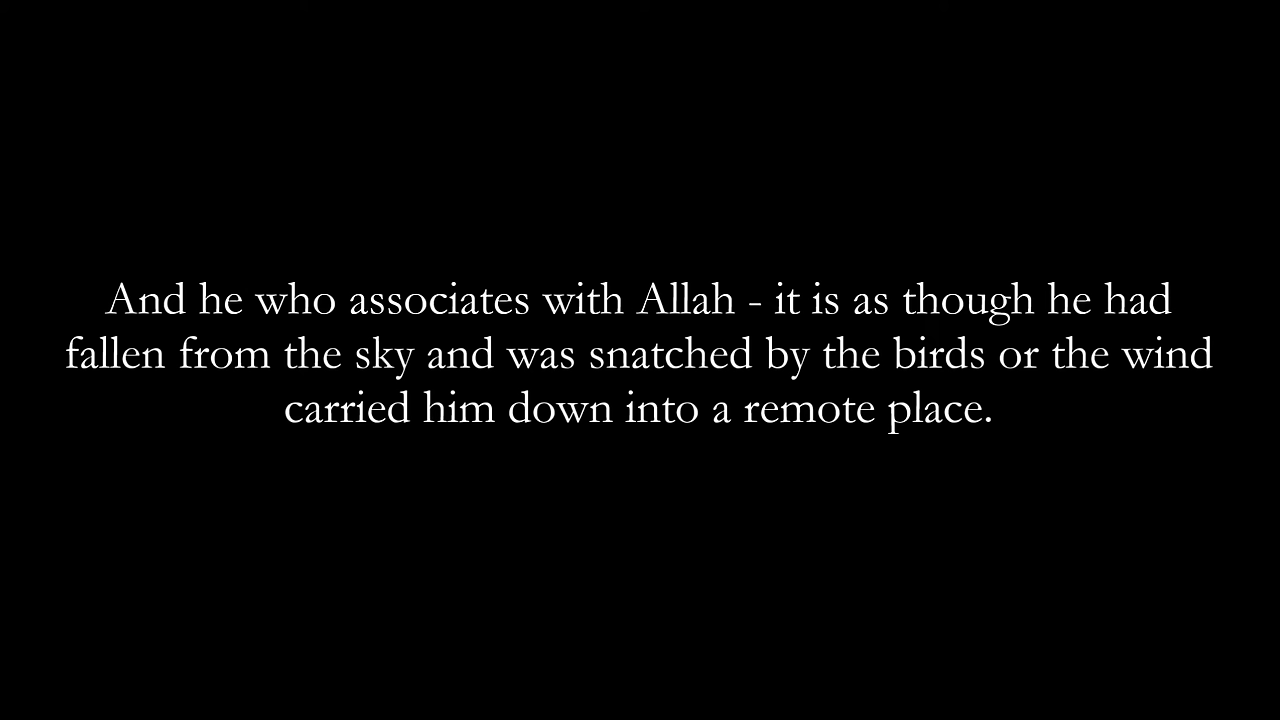 And he who associates with Allah - it is as though he had
fallen from the sky and was snatched by the birds or the wind
carried him down into a remote place.